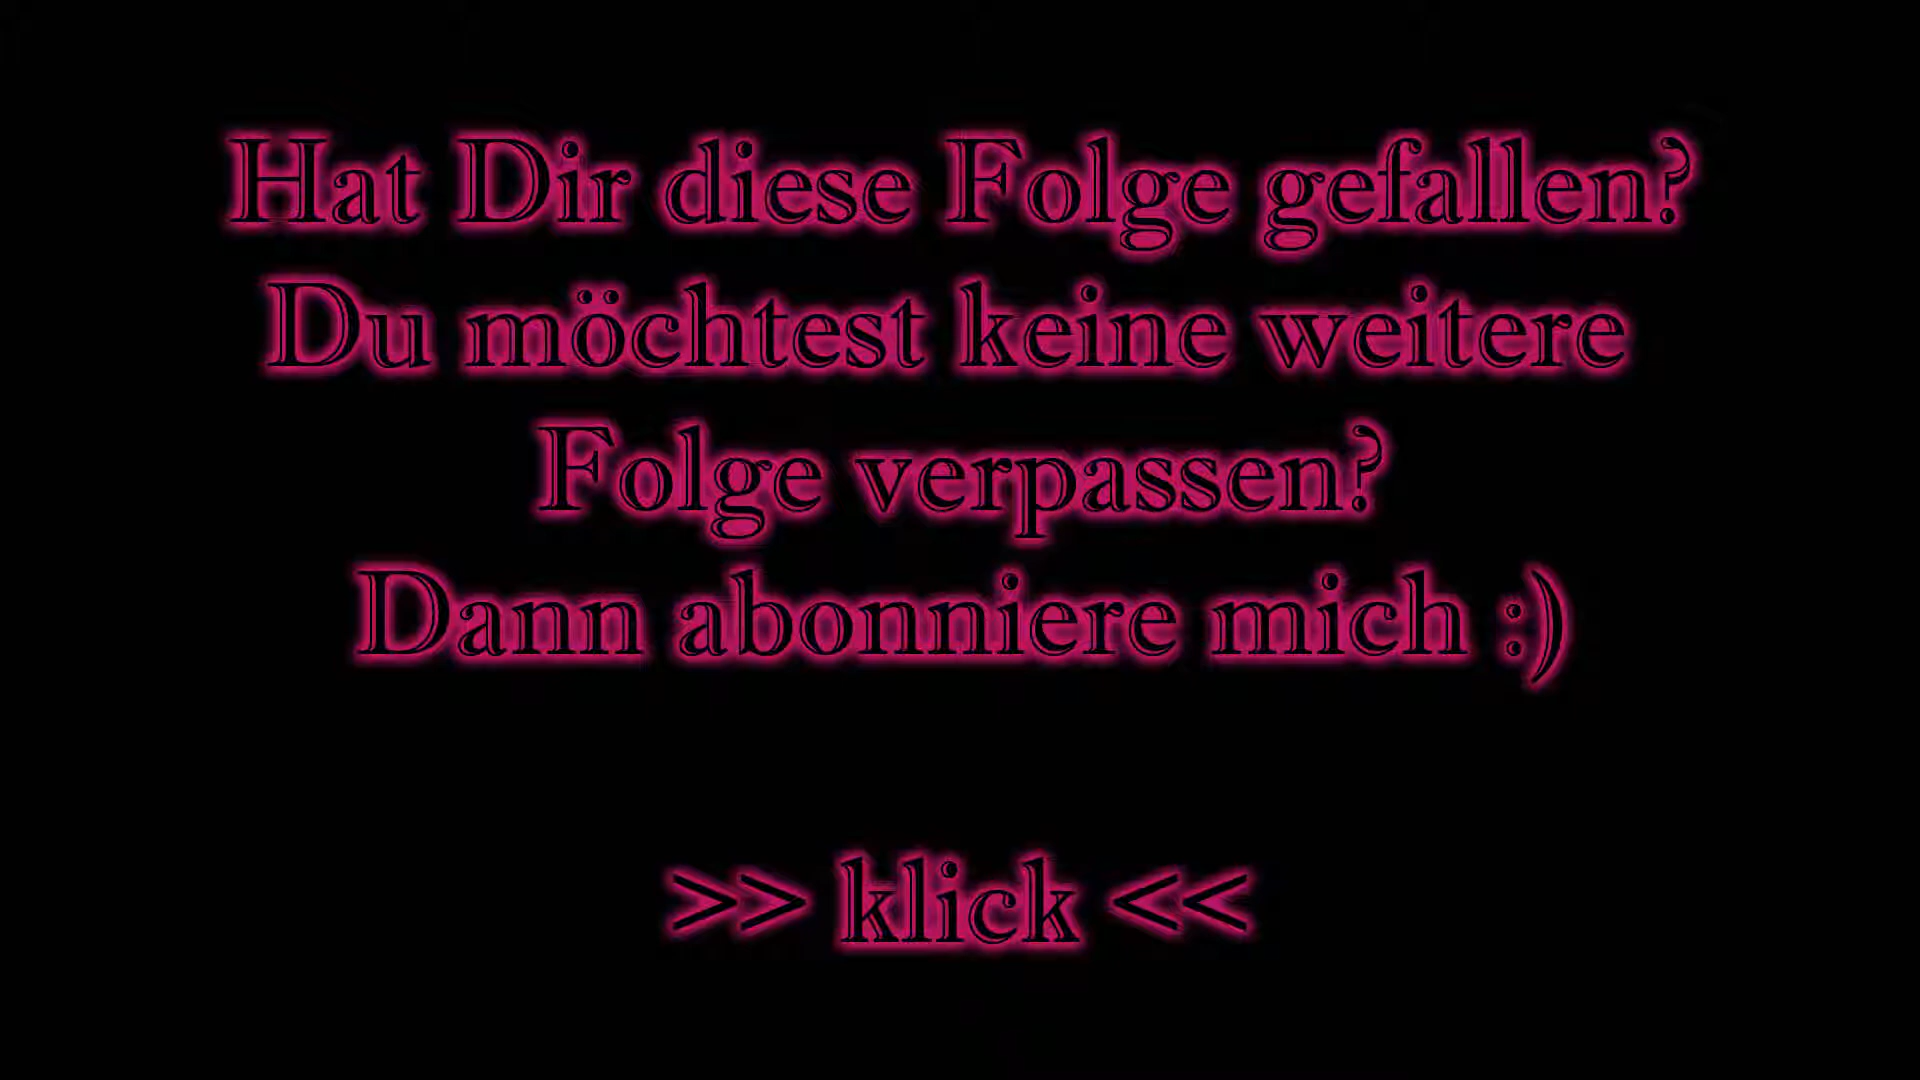 Hat Dir diese Folge gefallen?
Du möchtest keine weitere
Folge verpassen?
Dann abonniere mich :)
>> klick <<